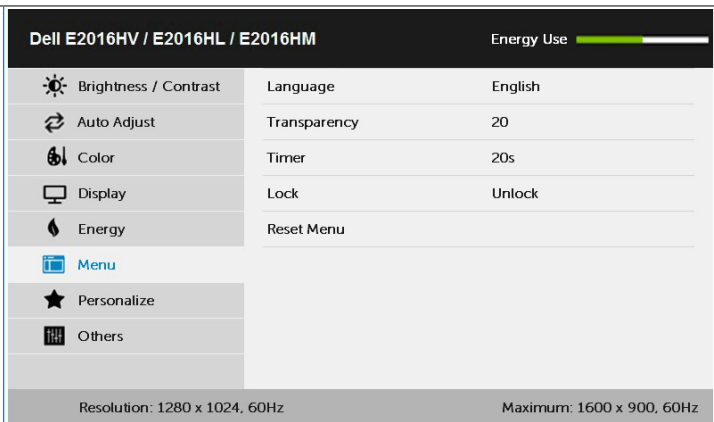 Dell E2016HV / E2016HL / E2016HM Energy Use
Brightness / Contrast Language English
Auto Adjust Transparency 20
Color Timer 20s
Display Lock Unlock
Energy Reset Menu
Menu
Personalize
Others
Resolution: 1280 x 1024, 60Hz Maximum: 1600 x 900, 60Hz